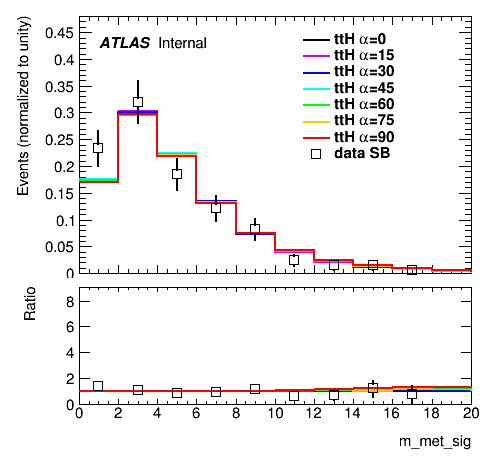 Events (normalized to unity)
ATLAS Internal
ttH α=0
ttH α=15
ttH α=30
ttH α=45
ttH α=60
ttH α=75
ttH α=90
data SB
0.45
0.4
0.35
0.3
0.25
0.2
0.15
0.1
0.05
0
Ratio
8
6
4
2
0
0 2 4 6 8 10 12 14 16 18 20
m_met_sig